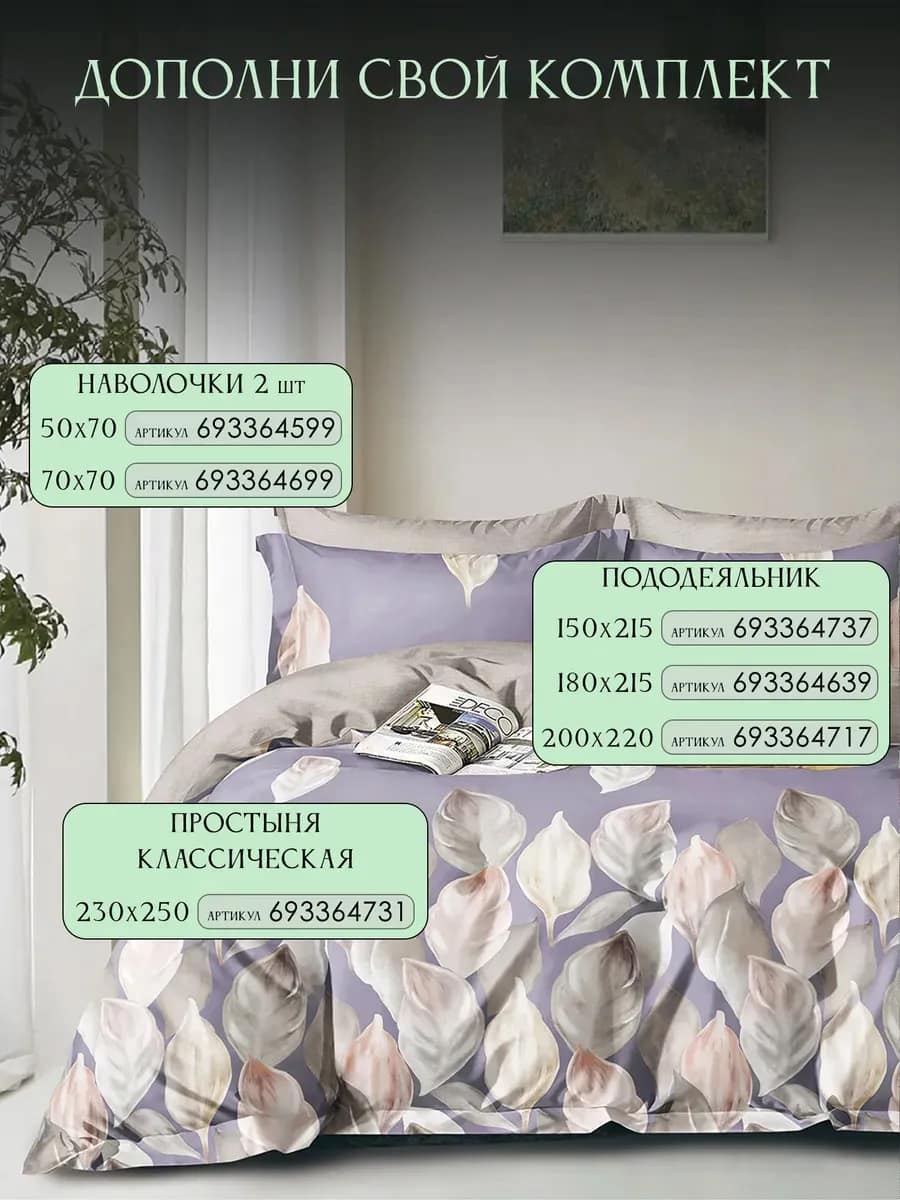 ДОПОЛНИ СВОЙ КОМПЛЕКТ
НАВОЛОЧКИ 2 шт
50х70 АРТИКУЛ 693364599
70х70 АРТИКУЛ 693364699
ПОДОДЕЯЛЬНИК
150х215 АРТИКУЛ 693364737
180х215 АРТИКУЛ 693364639
200х220 АРТИКУЛ 693364717
DECO
ПРОСТЫНЯ
КЛАССИЧЕСКАЯ
230х250 АРТИКУЛ 693364731